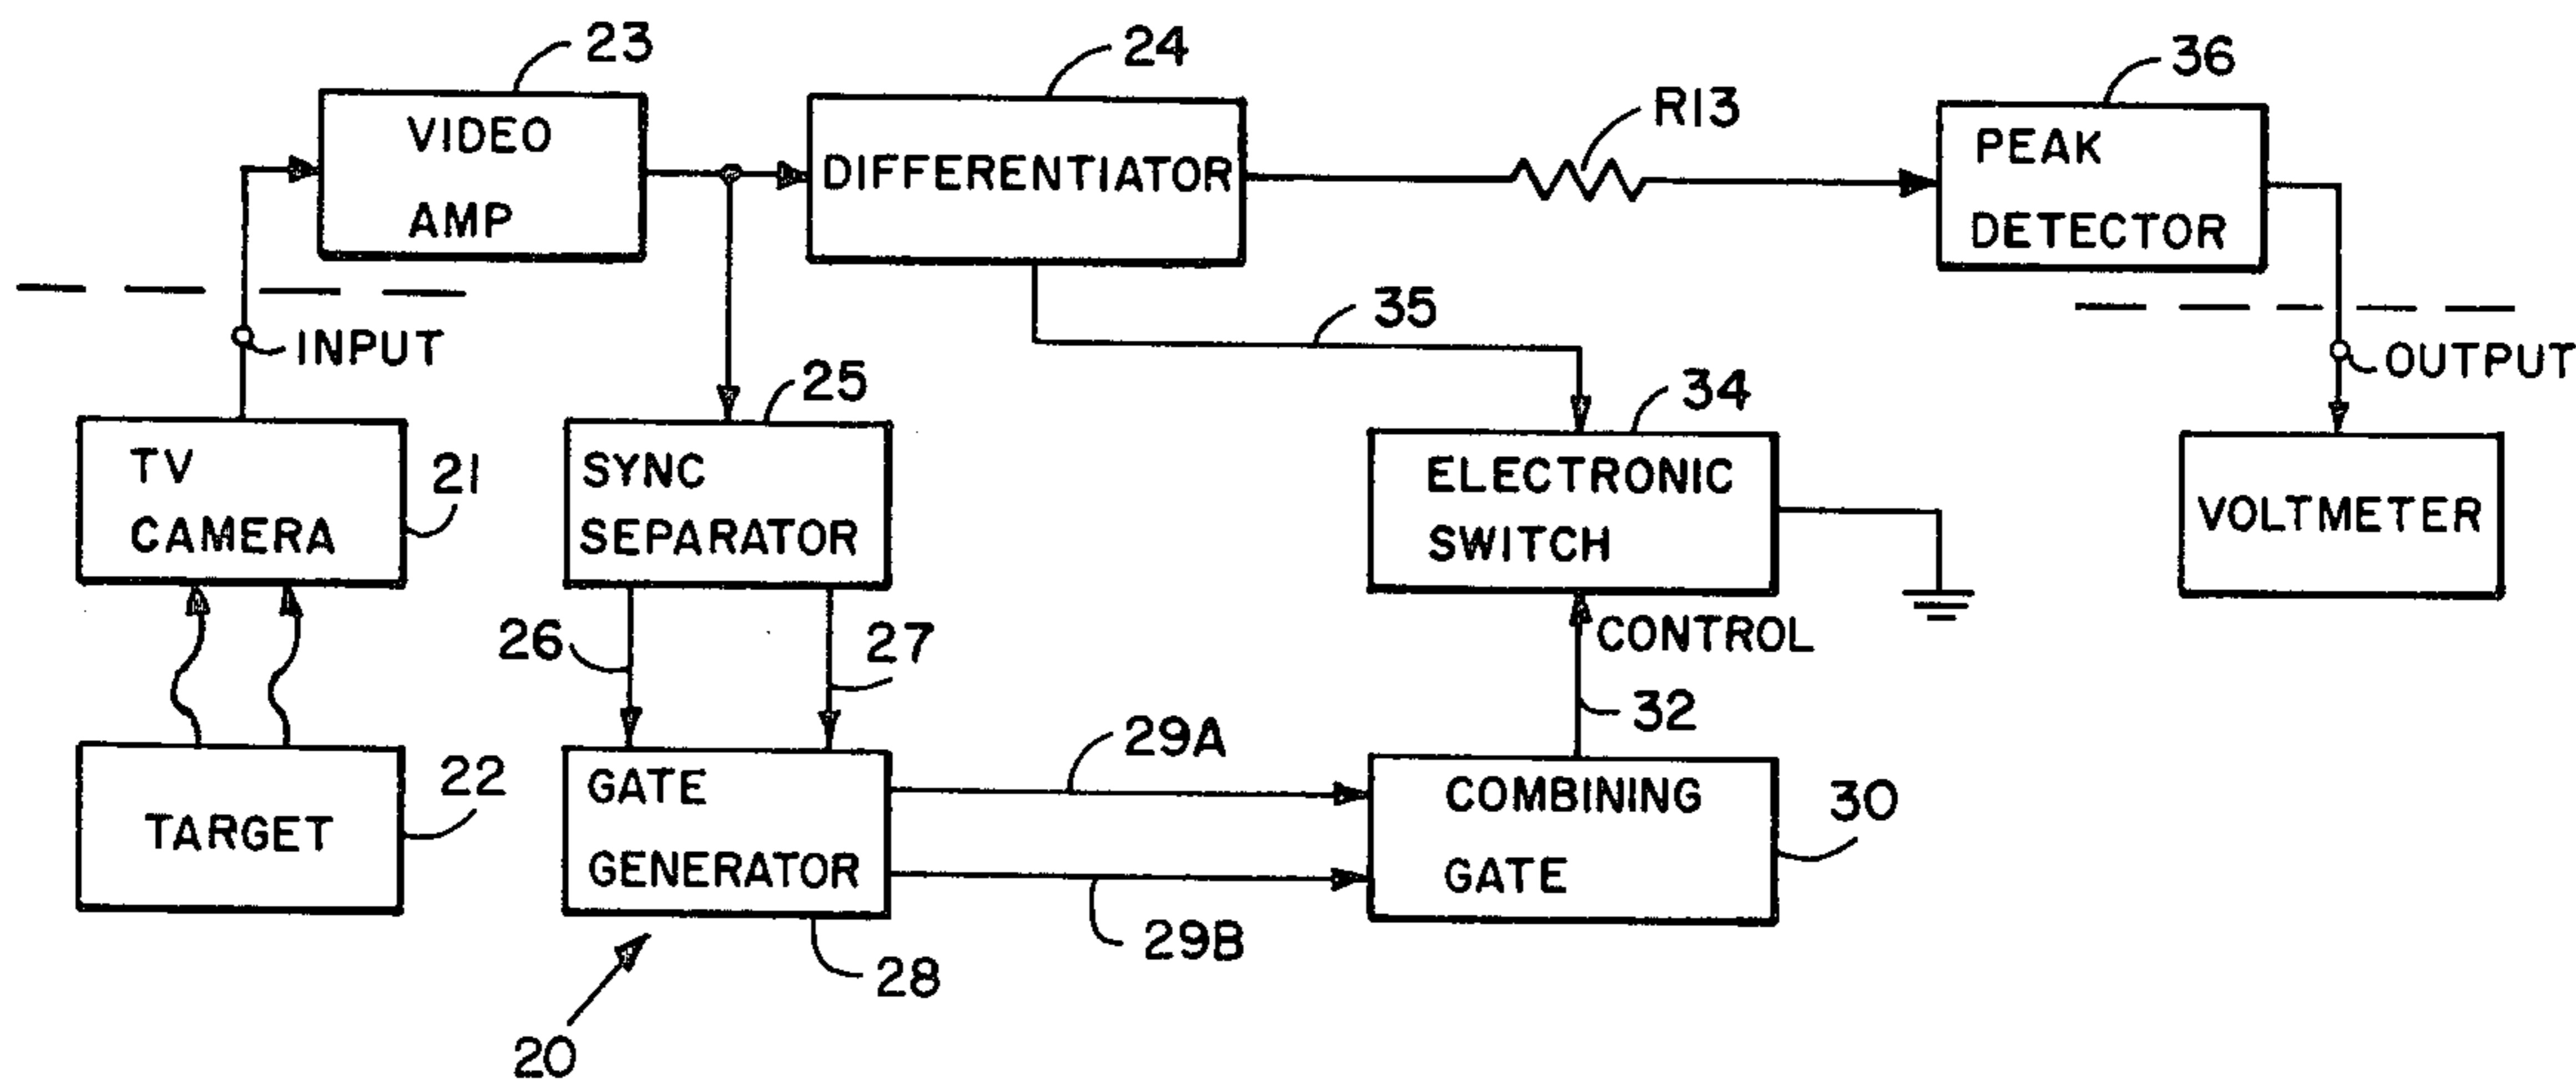 23
24
36
VIDEO
AMP
DIFFERENTIATOR
R13
PEAK
DETECTOR
INPUT
35
OUTPUT
25
34
TV
CAMERA
21
SYNC
SEPARATOR
ELECTRONIC
SWITCH
VOLTMETER
26
27
CONTROL
32
29A
22
TARGET
GATE
GENERATOR
COMBINING
GATE
30
29B
28
20